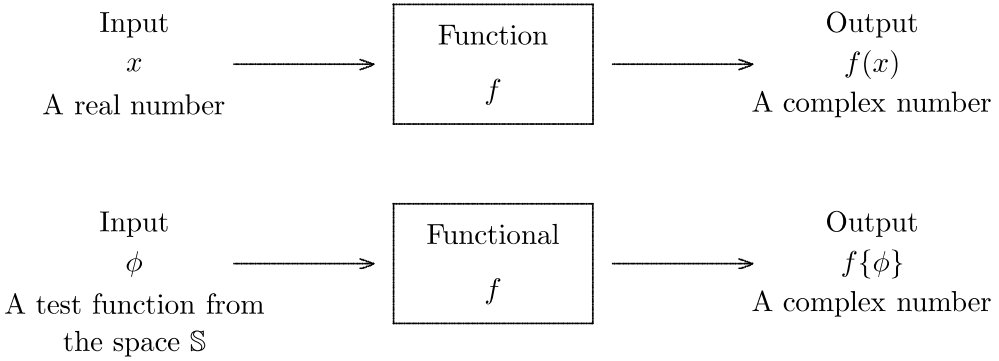 Input
x
A real number
Function
f
Output
f(x)
A complex number
Input
ϕ
A test function from
the space 𝕊
Functional
f
Output
f{ϕ}
A complex number